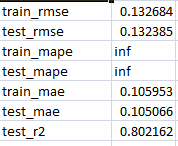 train_rmse 0.132684
test_rmse 0.132385
train_mape inf
test_mape inf
train_mae 0.105953
test_mae 0.105066
test_r2 0.802162